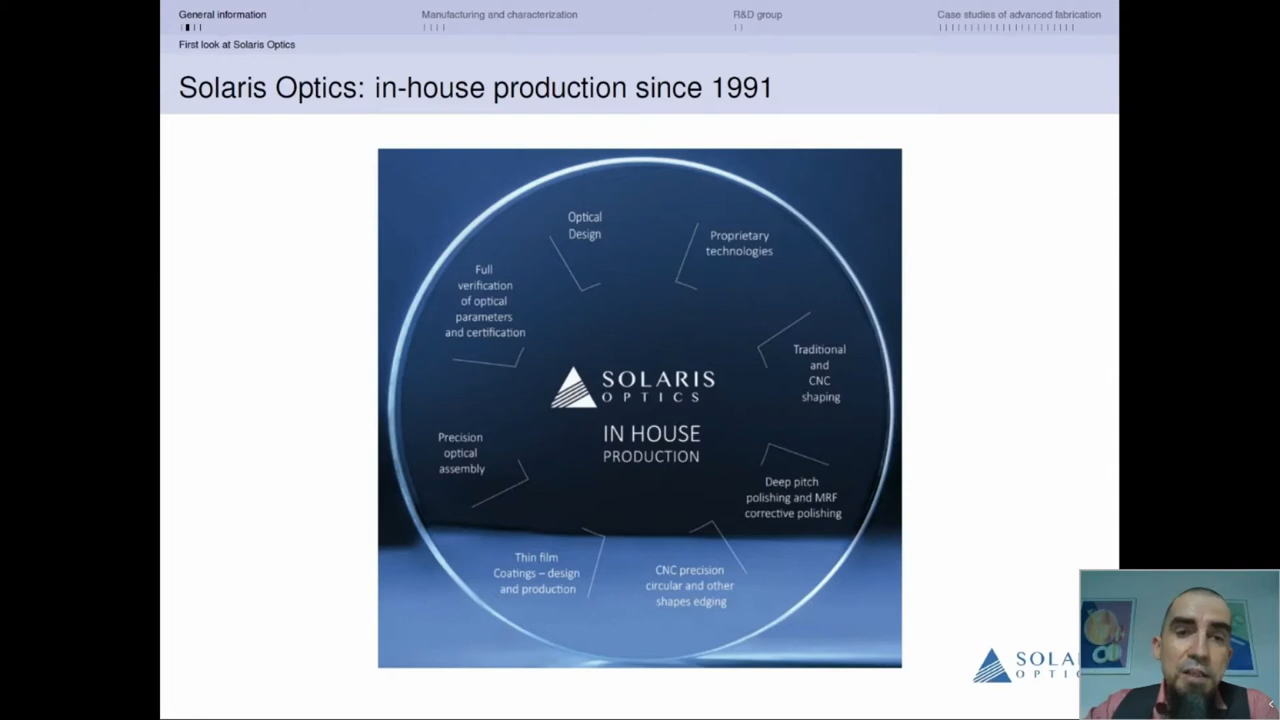 General information
Manufacturing and characterization
R&D group
Case studies of advanced fabrication
First look at Solaris Optics
Solaris Optics: in-house production since 1991
Optical
Design
Proprietary
technologies
Full
verification
of optical
parameters
and certification
Traditional
and
CNC
shaping
SOLARIS
OPTICS
IN HOUSE
PRODUCTION
Precision
optical
assembly
Deep pitch
polishing and MRF
corrective polishing
Thin film
Coatings – design
and production
CNC precision
circular and other
shapes edging
SOLA
OPTIC